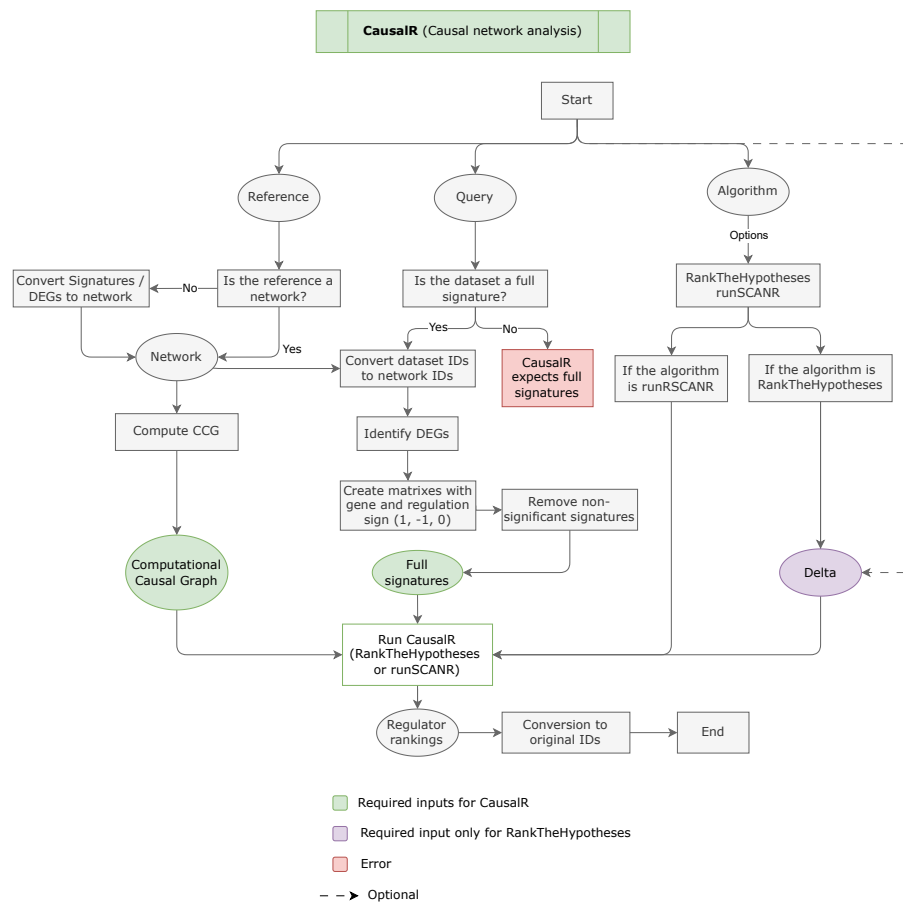 CausalR (Causal network analysis)
Start
Reference
Query
Algorithm
Options
Convert Signatures /
DEGs to network
No
Is the reference a
network?
Is the dataset a full
signature?
RankTheHypotheses
runSCANR
Yes
Network
Yes
No
Convert dataset IDs
to network IDs
CausalR
expects full
signatures
If the algorithm
is runRSCANR
If the algorithm is
RankTheHypotheses
Compute CCG
Identify DEGs
Create matrixes with
gene and regulation
sign (1, -1, 0)
Remove non-
significant signatures
Computational
Causal Graph
Full
signatures
Delta
Run CausalR
(RankTheHypotheses
or runSCANR)
Regulator
rankings
Conversion to
original IDs
End
Required inputs for CausalR
Required input only for RankTheHypotheses
Error
Optional